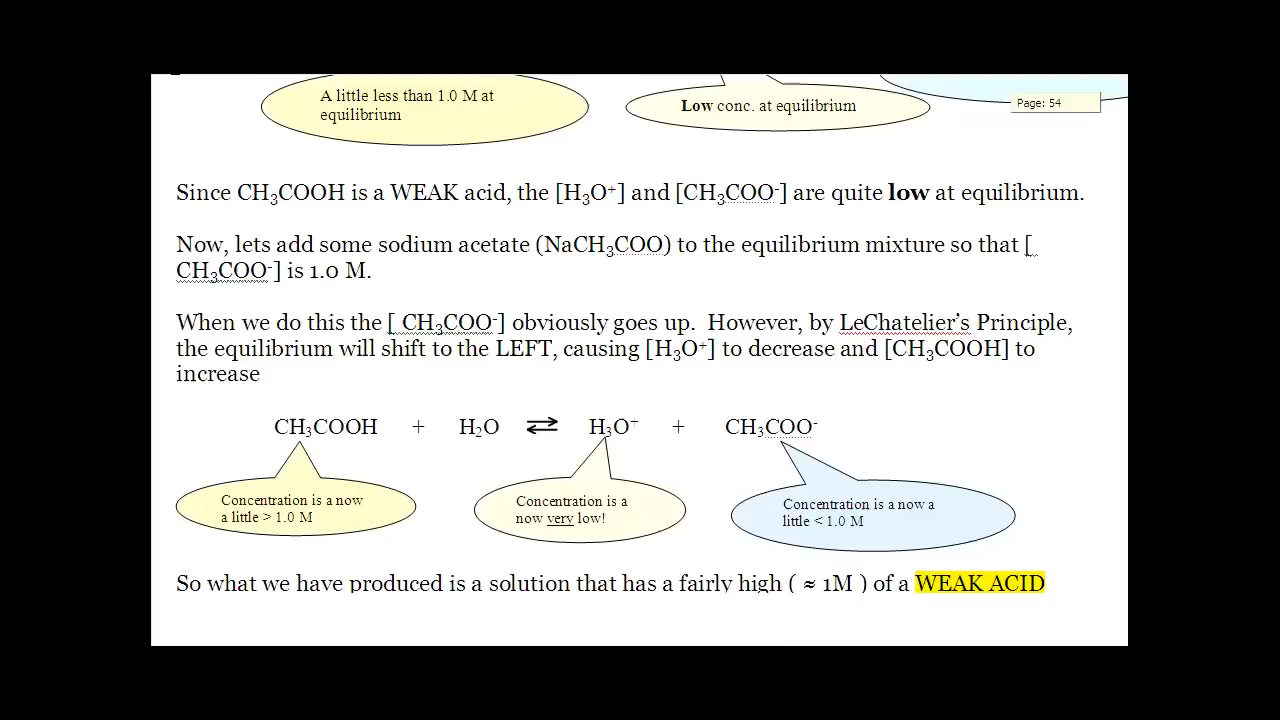 A little less than 1.0 M at
equilibrium
Low conc. at equilibrium
Page: 54
Since CH₃COOH is a WEAK acid, the [H₃O⁺] and [CH₃COO⁻] are quite low at equilibrium.
Now, lets add some sodium acetate (NaCH₃COO) to the equilibrium mixture so that [
CH₃COO⁻] is 1.0 M.
When we do this the [ CH₃COO⁻] obviously goes up.  However, by LeChatelier’s Principle,
the equilibrium will shift to the LEFT, causing [H₃O⁺] to decrease and [CH₃COOH] to
increase
CH₃COOH + H₂O ⇄ H₃O⁺ + CH₃COO⁻
Concentration is a now
a little > 1.0 M
Concentration is a
now very low!
Concentration is a now a
little < 1.0 M
So what we have produced is a solution that has a fairly high ( ≈ 1M ) of a WEAK ACID